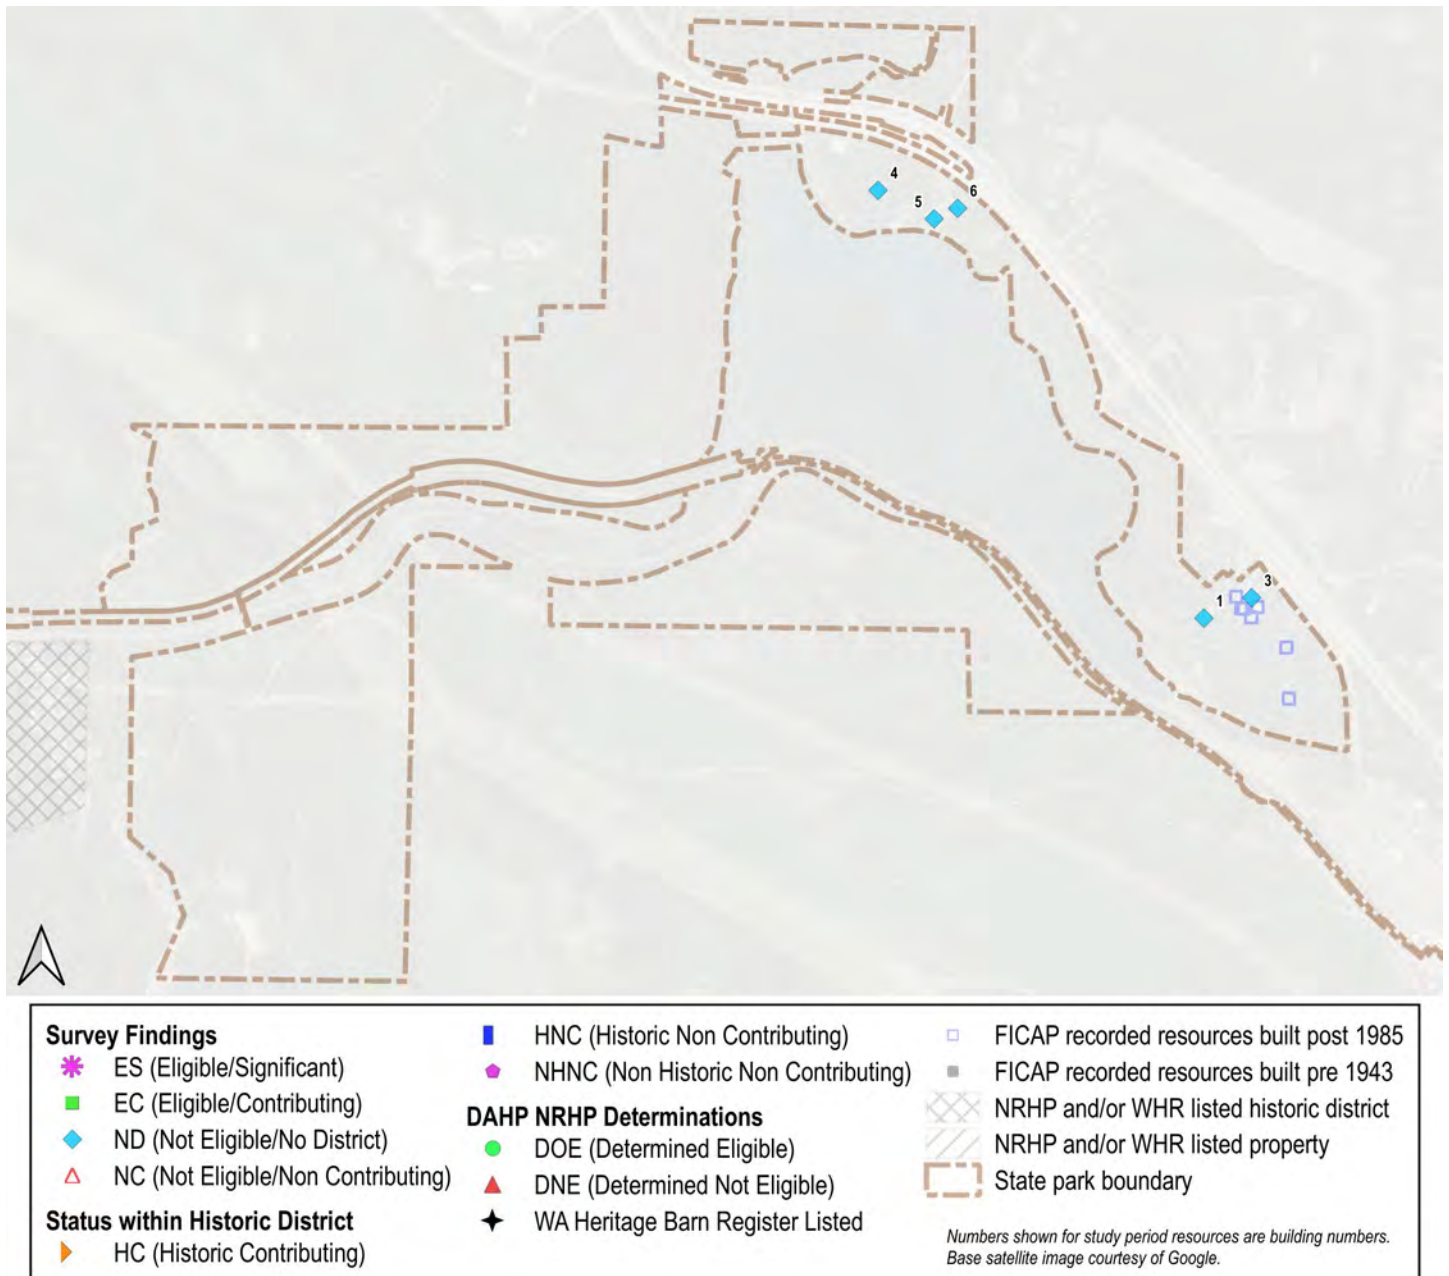 4
5
6
3
1
Survey Findings
ES (Eligible/Significant)
EC (Eligible/Contributing)
ND (Not Eligible/No District)
NC (Not Eligible/Non Contributing)
Status within Historic District
HC (Historic Contributing)
HNC (Historic Non Contributing)
NHNC (Non Historic Non Contributing)
DAHP NRHP Determinations
DOE (Determined Eligible)
DNE (Determined Not Eligible)
WA Heritage Barn Register Listed
FICAP recorded resources built post 1985
FICAP recorded resources built pre 1943
NRHP and/or WHR listed historic district
NRHP and/or WHR listed property
State park boundary
Numbers shown for study period resources are building numbers.
Base satellite image courtesy of Google.